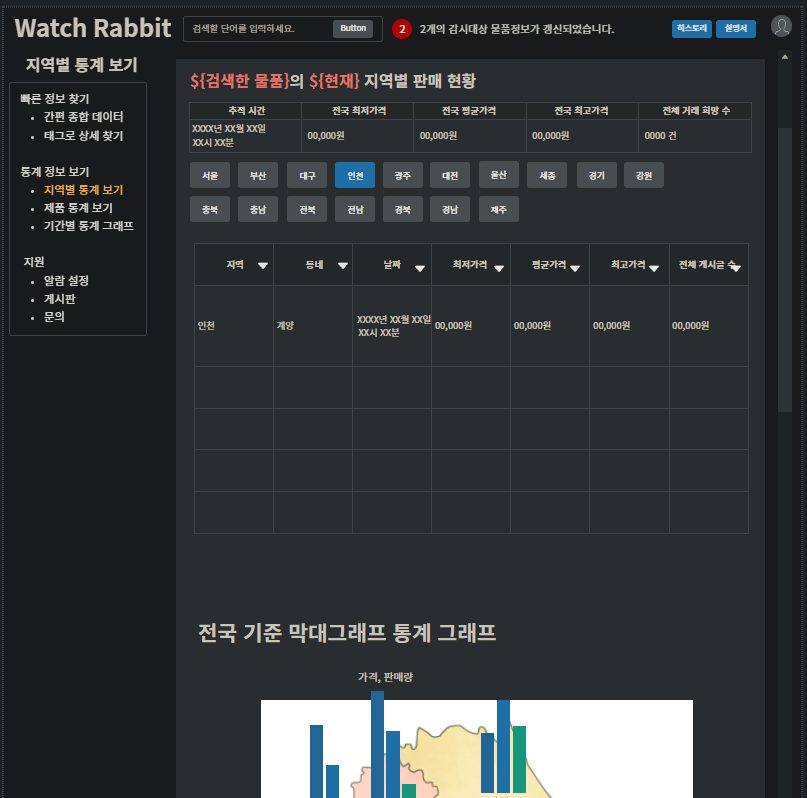 Watch Rabbit
검색할 단어를 입력하세요.
Button
2
2개의 감시대상 물품정보가 갱신되었습니다.
히스토리
설명서
지역별 통계 보기
빠른 정보 찾기
간편 종합 데이터
태그로 상세 찾기
통계 정보 보기
지역별 통계 보기
제품 통계 보기
기간별 통계 그래프
지원
알람 설정
게시판
문의
${검색한 물품}의 ${현재} 지역별 판매 현황
추적 시간 전국 최저가격 전국 평균가격 전국 최고가격 전체 거래 희망 수
XXXX년 XX월 XX일
XX시 XX분
00,000원 00,000원 00,000원 0000 건
서울 부산 대구 인천 광주 대전 울산 세종 경기 강원
충북 충남 전북 전남 경북 경남 제주
지역 동네 날짜 최저가격 평균가격 최고가격 전체 게시글 수
인천 계양
XXXX년 XX월 XX일
XX시 XX분
00,000원 00,000원 00,000원 00,000원
전국 기준 막대그래프 통계 그래프
가격, 판매량